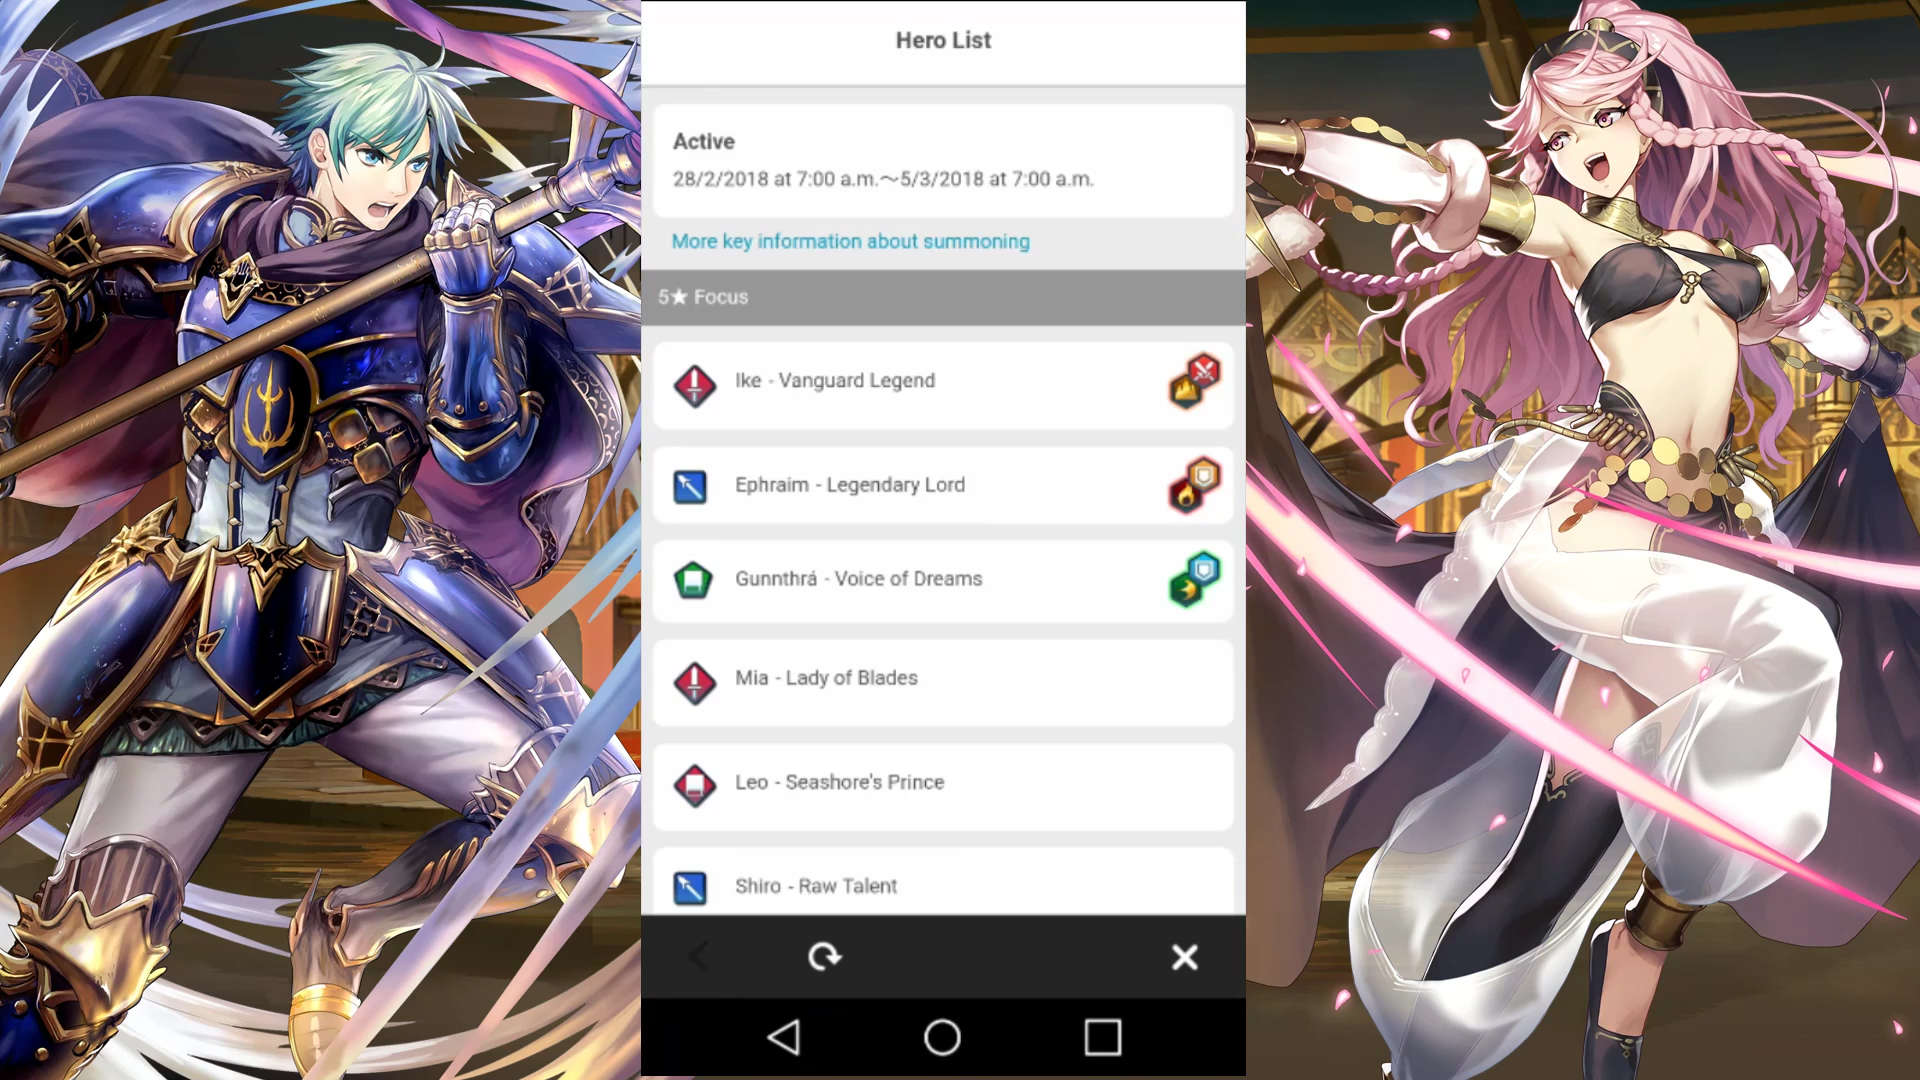 Hero List
Active
28/2/2018 at 7:00 a.m.～5/3/2018 at 7:00 a.m.
More key information about summoning
5★ Focus
Ike - Vanguard Legend
Ephraim - Legendary Lord
Gunnthrá - Voice of Dreams
Mia - Lady of Blades
Leo - Seashore's Prince
Shiro - Raw Talent